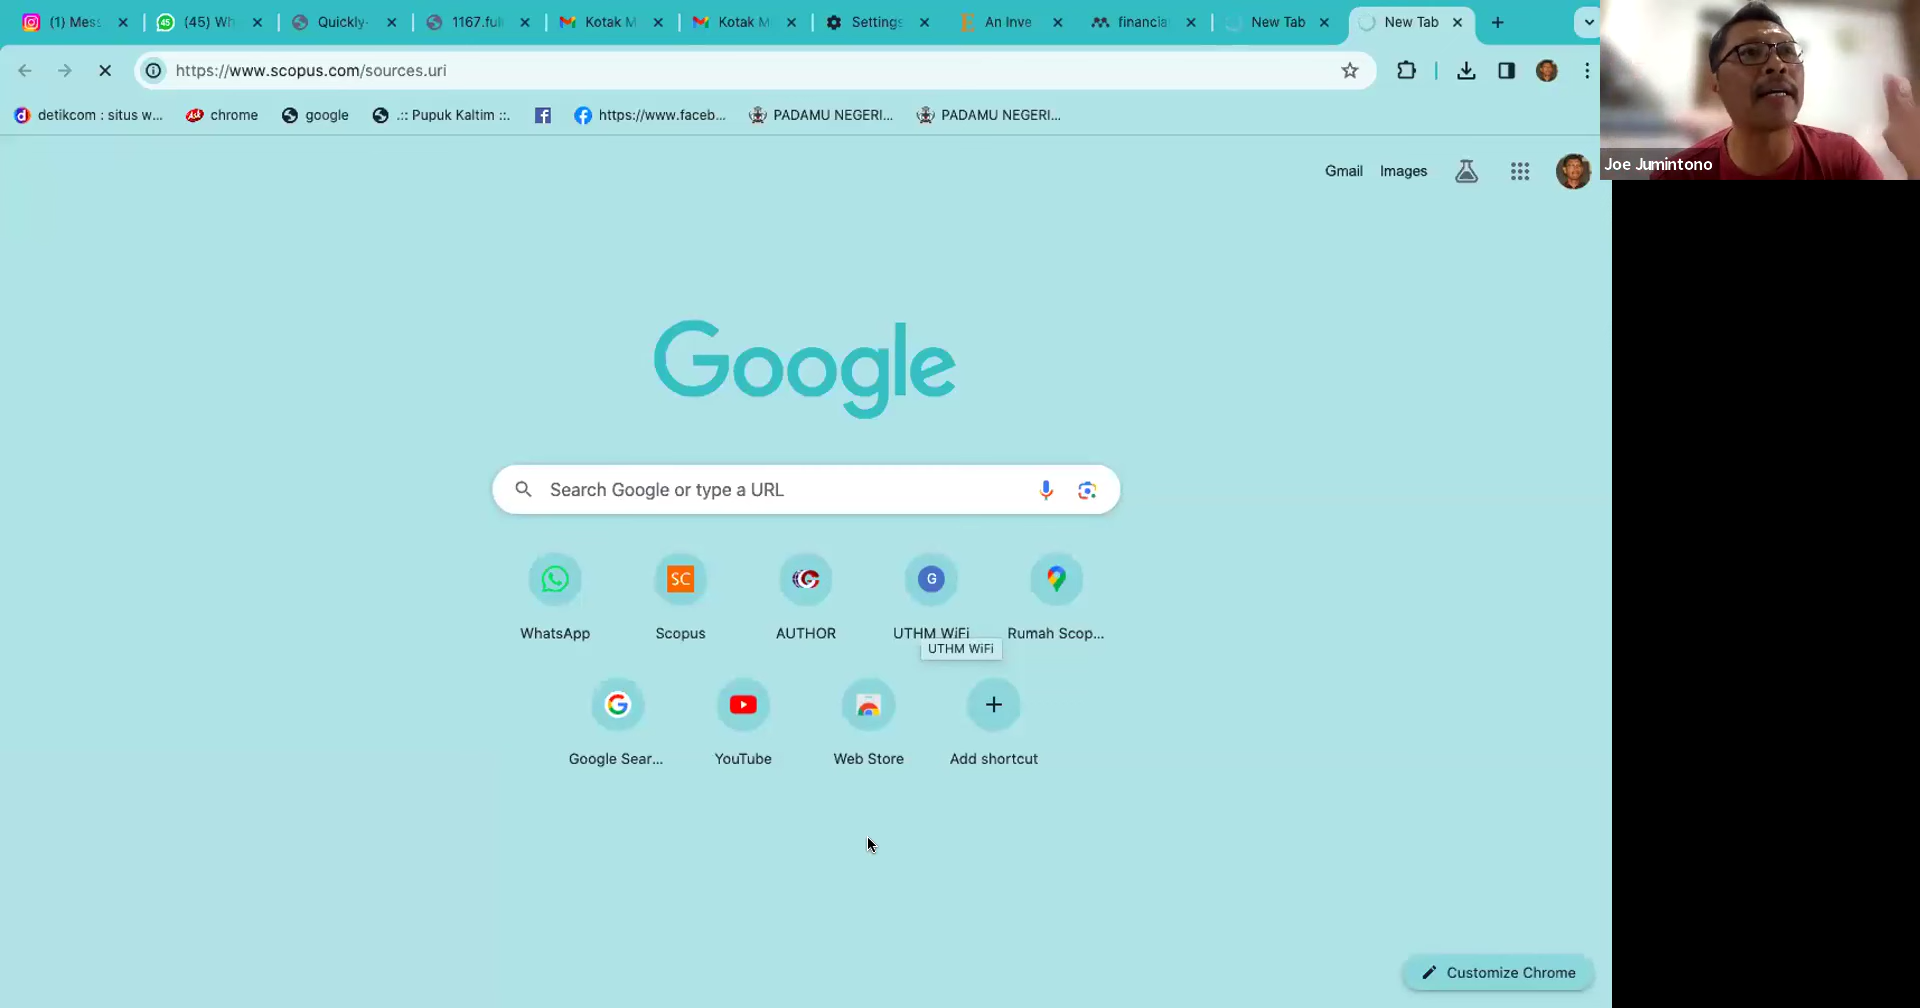 (1) Mes
(45) Wh
Quickly-
1167.ful
Kotak M
Kotak M
Settings
An Inve
financia
New Tab
New Tab
https://www.scopus.com/sources.uri
detikcom : situs w...
chrome
google
.:: Pupuk Kaltim ::.
https://www.faceb...
PADAMU NEGERI...
PADAMU NEGERI...
Gmail
Images
Joe Jumintono
Google
Search Google or type a URL
SC
G
WhatsApp
Scopus
AUTHOR
UTHM WiFi
Rumah Scop...
UTHM WiFi
Google Sear...
YouTube
Web Store
Add shortcut
Customize Chrome